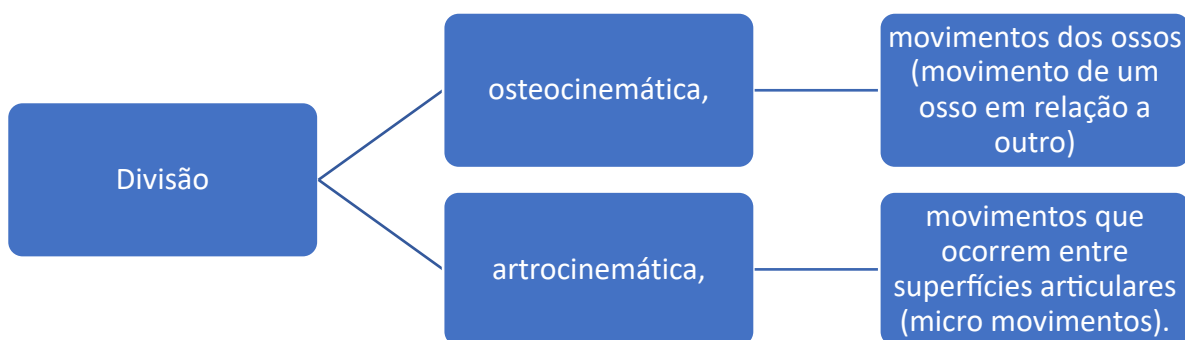 Divisão
osteocinemática,
movimentos dos ossos
(movimento de um
osso em relação a
outro)
artrocinemática,
movimentos que
ocorrem entre
superfícies articulares
(micro movimentos).